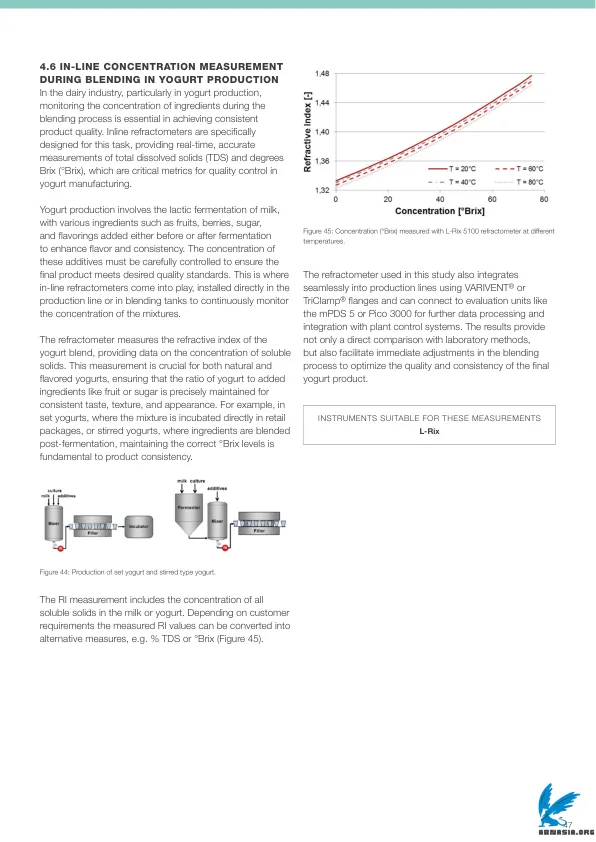 4.6 IN-LINE CONCENTRATION MEASUREMENT
DURING BLENDING IN YOGURT PRODUCTION
In the dairy industry, particularly in yogurt production,
monitoring the concentration of ingredients during the
blending process is essential in achieving consistent
product quality. Inline refractometers are specifically
designed for this task, providing real-time, accurate
measurements of total dissolved solids (TDS) and degrees
Brix (°Brix), which are critical metrics for quality control in
yogurt manufacturing.
Yogurt production involves the lactic fermentation of milk,
with various ingredients such as fruits, berries, sugar,
and flavorings added either before or after fermentation
to enhance flavor and consistency. The concentration of
these additives must be carefully controlled to ensure the
final product meets desired quality standards. This is where
in-line refractometers come into play, installed directly in the
production line or in blending tanks to continuously monitor
the concentration of the mixtures.
The refractometer measures the refractive index of the
yogurt blend, providing data on the concentration of soluble
solids. This measurement is crucial for both natural and
flavored yogurts, ensuring that the ratio of yogurt to added
ingredients like fruit or sugar is precisely maintained for
consistent taste, texture, and appearance. For example, in
set yogurts, where the mixture is incubated directly in retail
packages, or stirred yogurts, where ingredients are blended
post-fermentation, maintaining the correct °Brix levels is
fundamental to product consistency.
culture
milk additives
Mixer
Filler
Incubator
milk culture
additives
Fermenter
Mixer
Filler
Figure 44: Production of set yogurt and stirred type yogurt.
The RI measurement includes the concentration of all
soluble solids in the milk or yogurt. Depending on customer
requirements the measured RI values can be converted into
alternative measures, e.g. % TDS or °Brix (Figure 45).
Refractive Index [-]
1,48
1,44
1,40
1,36
1,32
T = 20°C
T = 60°C
T = 40°C
T = 80°C
0 20 40 60 80
Concentration [°Brix]
Figure 45: Concentration (°Brix) measured with L-Rix 5100 refractometer at different
temperatures.
The refractometer used in this study also integrates
seamlessly into production lines using VARIVENT® or
TriClamp® flanges and can connect to evaluation units like
the mPDS 5 or Pico 3000 for further data processing and
integration with plant control systems. The results provide
not only a direct comparison with laboratory methods,
but also facilitate immediate adjustments in the blending
process to optimize the quality and consistency of the final
yogurt product.
INSTRUMENTS SUITABLE FOR THESE MEASUREMENTS
L-Rix
47
ABNASIA.ORG